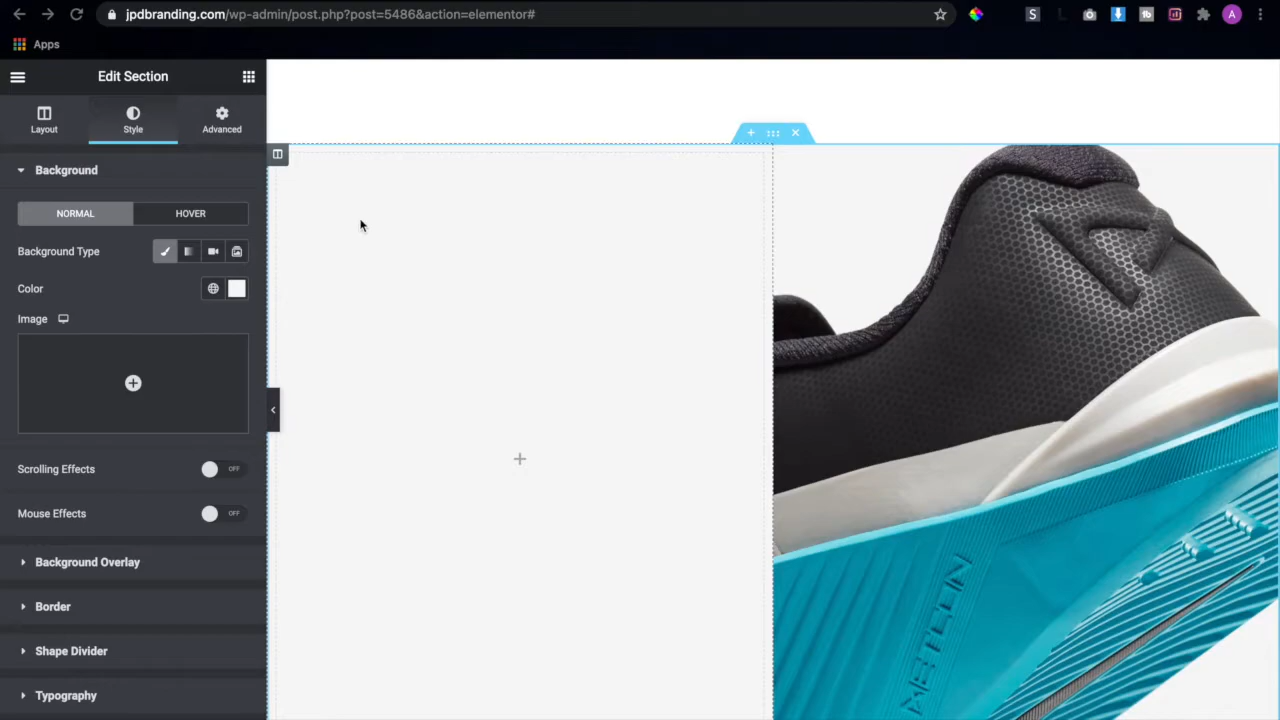 jpdbranding.com/wp-admin/post.php?post=5486&action=elementor#
S
A
Apps
Edit Section
Layout
Style
Advanced
Background
NORMAL
HOVER
Background Type
Color
Image
Scrolling Effects
OFF
Mouse Effects
OFF
Background Overlay
Border
Shape Divider
Typography
METCON